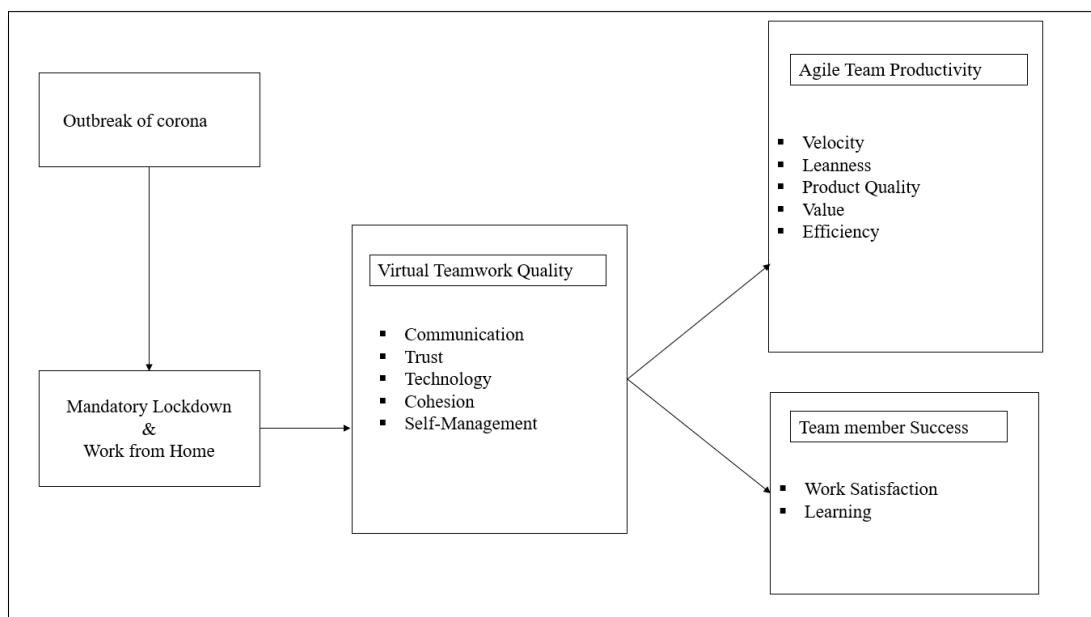 Outbreak of corona
Mandatory Lockdown
&
Work from Home
Virtual Teamwork Quality
▪ Communication
▪ Trust
▪ Technology
▪ Cohesion
▪ Self-Management
Agile Team Productivity
▪ Velocity
▪ Leanness
▪ Product Quality
▪ Value
▪ Efficiency
Team member Success
▪ Work Satisfaction
▪ Learning